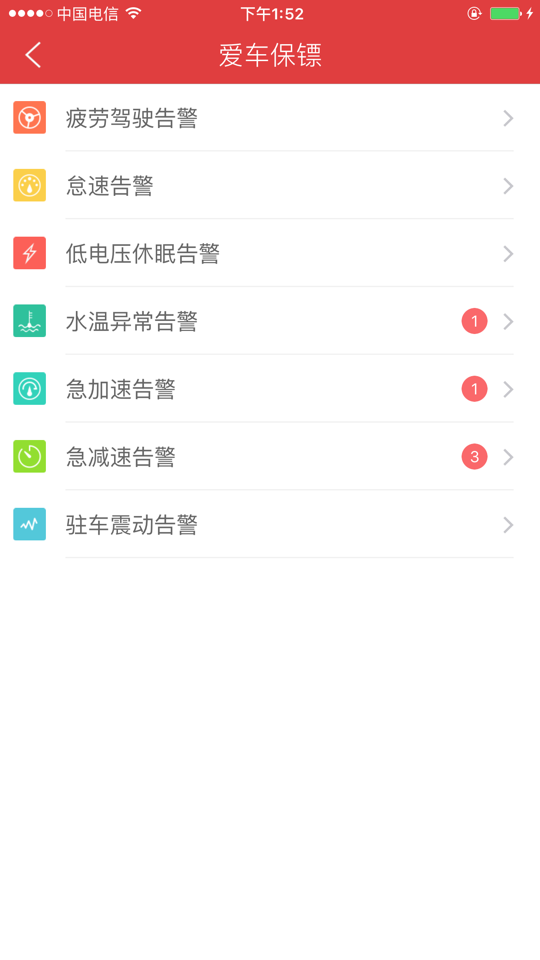 中国电信 下午1:52
爱车保镖
疲劳驾驶告警
怠速告警
低电压休眠告警
水温异常告警 1
急加速告警 1
急减速告警 3
驻车震动告警